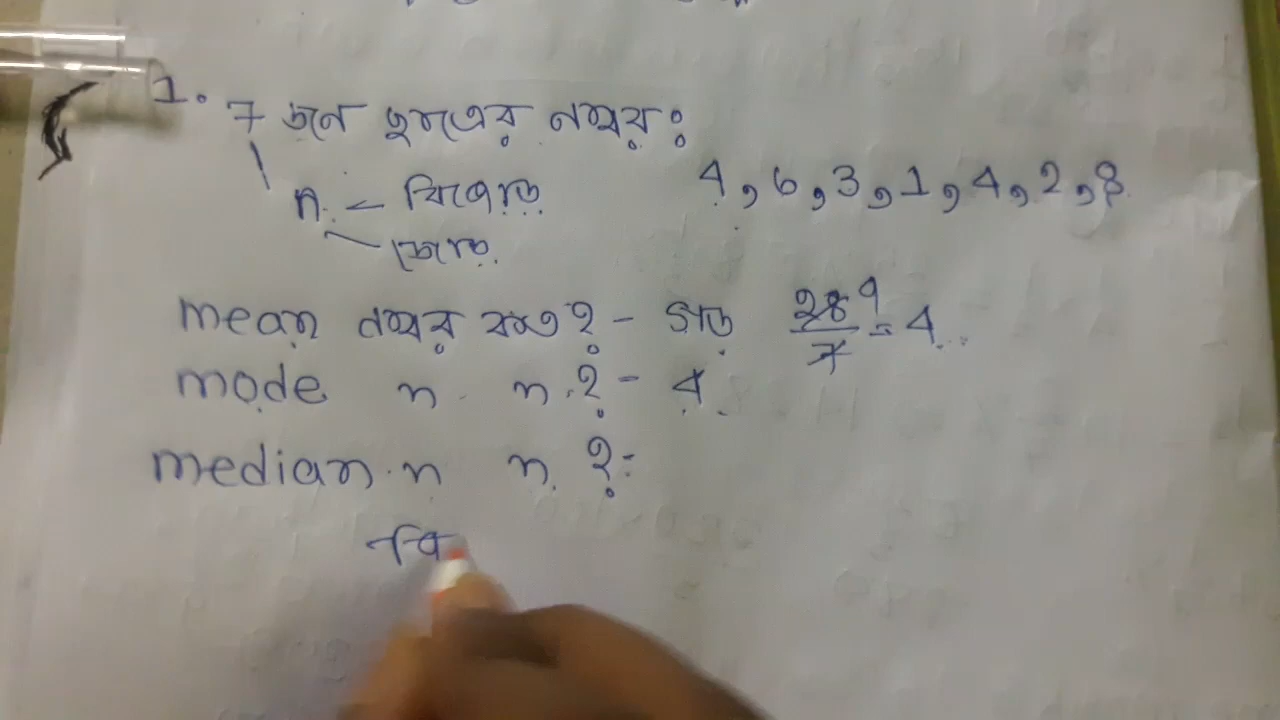 1. 7 জন ছাত্রের নম্বর :
4, 6, 3, 1, 4, 2, 8
n - বিজোড়
জোড়
mean নম্বর কত ? - গড় 28/7 = 4
mode n n ? - 4
median n n ? -
বি